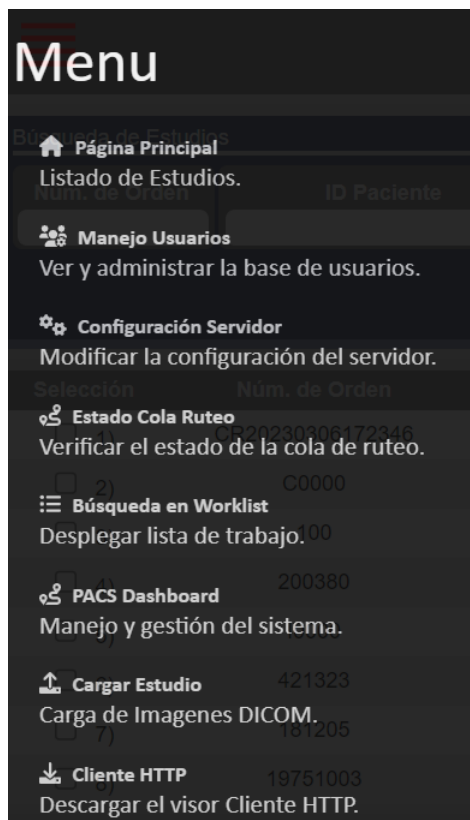 Menu
Búsqueda de Estudios
Página Principal
Listado de Estudios.
Núm. de Orden ID Paciente
Manejo Usuarios
Ver y administrar la base de usuarios.
Configuración Servidor
Modificar la configuración del servidor.
Selección Núm. de Orden
Estado Cola Ruteo
1) CR20230306172346
Verificar el estado de la cola de ruteo.
2) C0000
Búsqueda en Worklist
Desplegar lista de trabajo.
100
200380
PACS Dashboard
Manejo y gestión del sistema.
Cargar Estudio
421323
Carga de Imagenes DICOM.
7) 181205
Cliente HTTP
19751003
Descargar el visor Cliente HTTP.